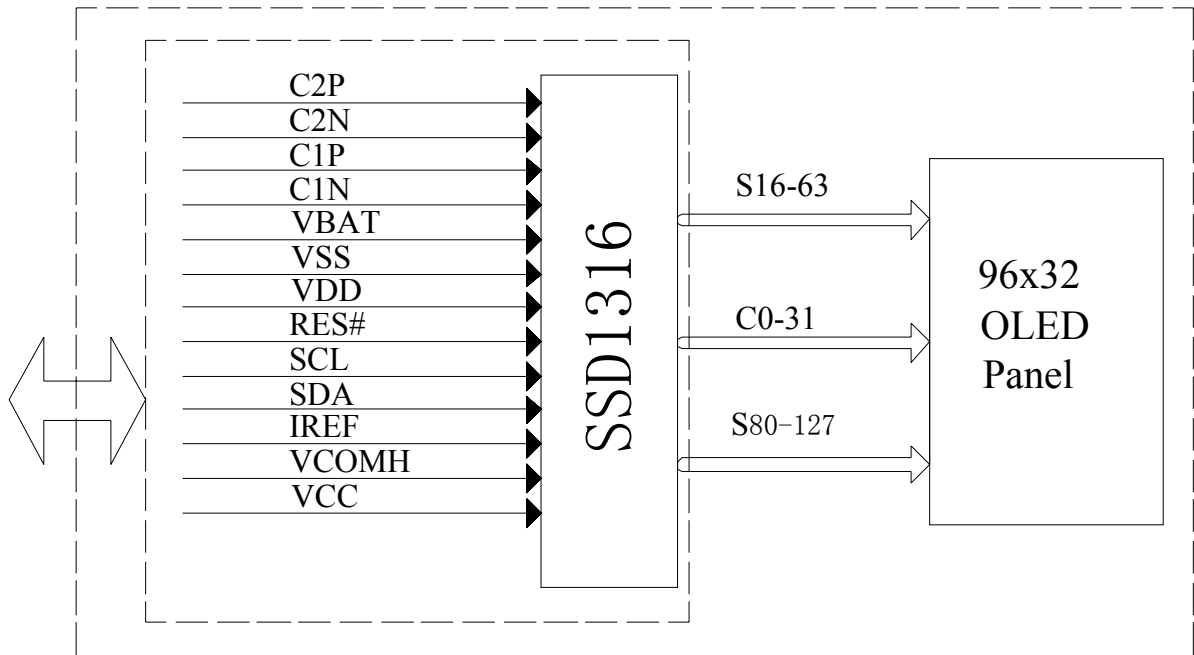 C2P
C2N
C1P
C1N
VBAT
VSS
VDD
RES#
SCL
SDA
IREF
VCOMH
VCC
SSD1316
S16-63
C0-31
S80-127
96x32
OLED
Panel